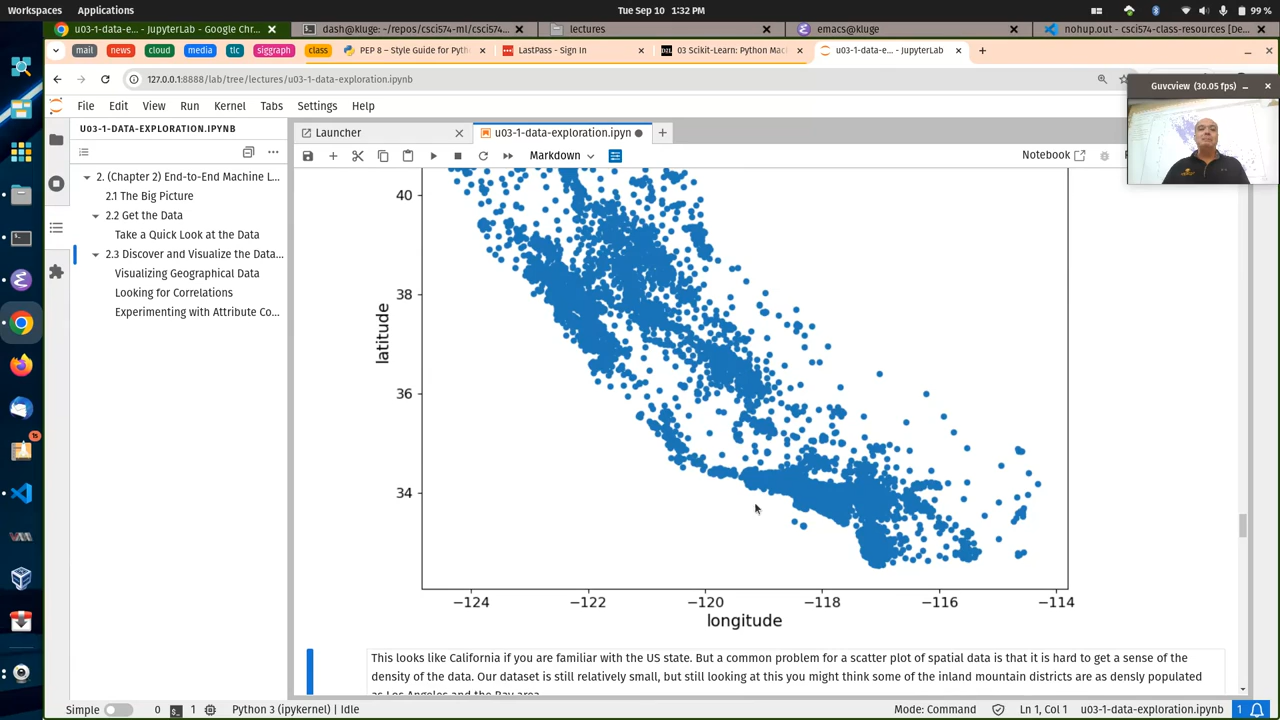 Workspaces Applications Tue Sep 10 1:32 PM 99 %
u03-1-data-e... - JupyterLab - Google Chr... dash@kluge: ~/repos/csci574-ml/csci574... lectures emacs@kluge nohup.out - csci574-class-resources [De...
mail news cloud media tlc siggraph class PEP 8 – Style Guide for Pyth LastPass - Sign In 03 Scikit-Learn: Python Mac u03-1-data-e... - JupyterLab
127.0.0.1:8888/lab/tree/lectures/u03-1-data-exploration.ipynb
Guvcview (30.05 fps)
File Edit View Run Kernel Tabs Settings Help
U03-1-DATA-EXPLORATION.IPYNB
Launcher u03-1-data-exploration.ipyn
Markdown Notebook
2. (Chapter 2) End-to-End Machine L...
2.1 The Big Picture
2.2 Get the Data
Take a Quick Look at the Data
2.3 Discover and Visualize the Data...
Visualizing Geographical Data
Looking for Correlations
Experimenting with Attribute Co...
40
38
36
34
latitude
−124 −122 −120 −118 −116 −114
longitude
This looks like California if you are familiar with the US state. But a common problem for a scatter plot of spatial data is that it is hard to get a sense of the
density of the data. Our dataset is still relatively small, but still looking at this you might think some of the inland mountain districts are as densly populated
as Los Angeles and the Bay area
15
Simple 0 1 Python 3 (ipykernel) | Idle Mode: Command Ln 1, Col 1 u03-1-data-exploration.ipynb 1